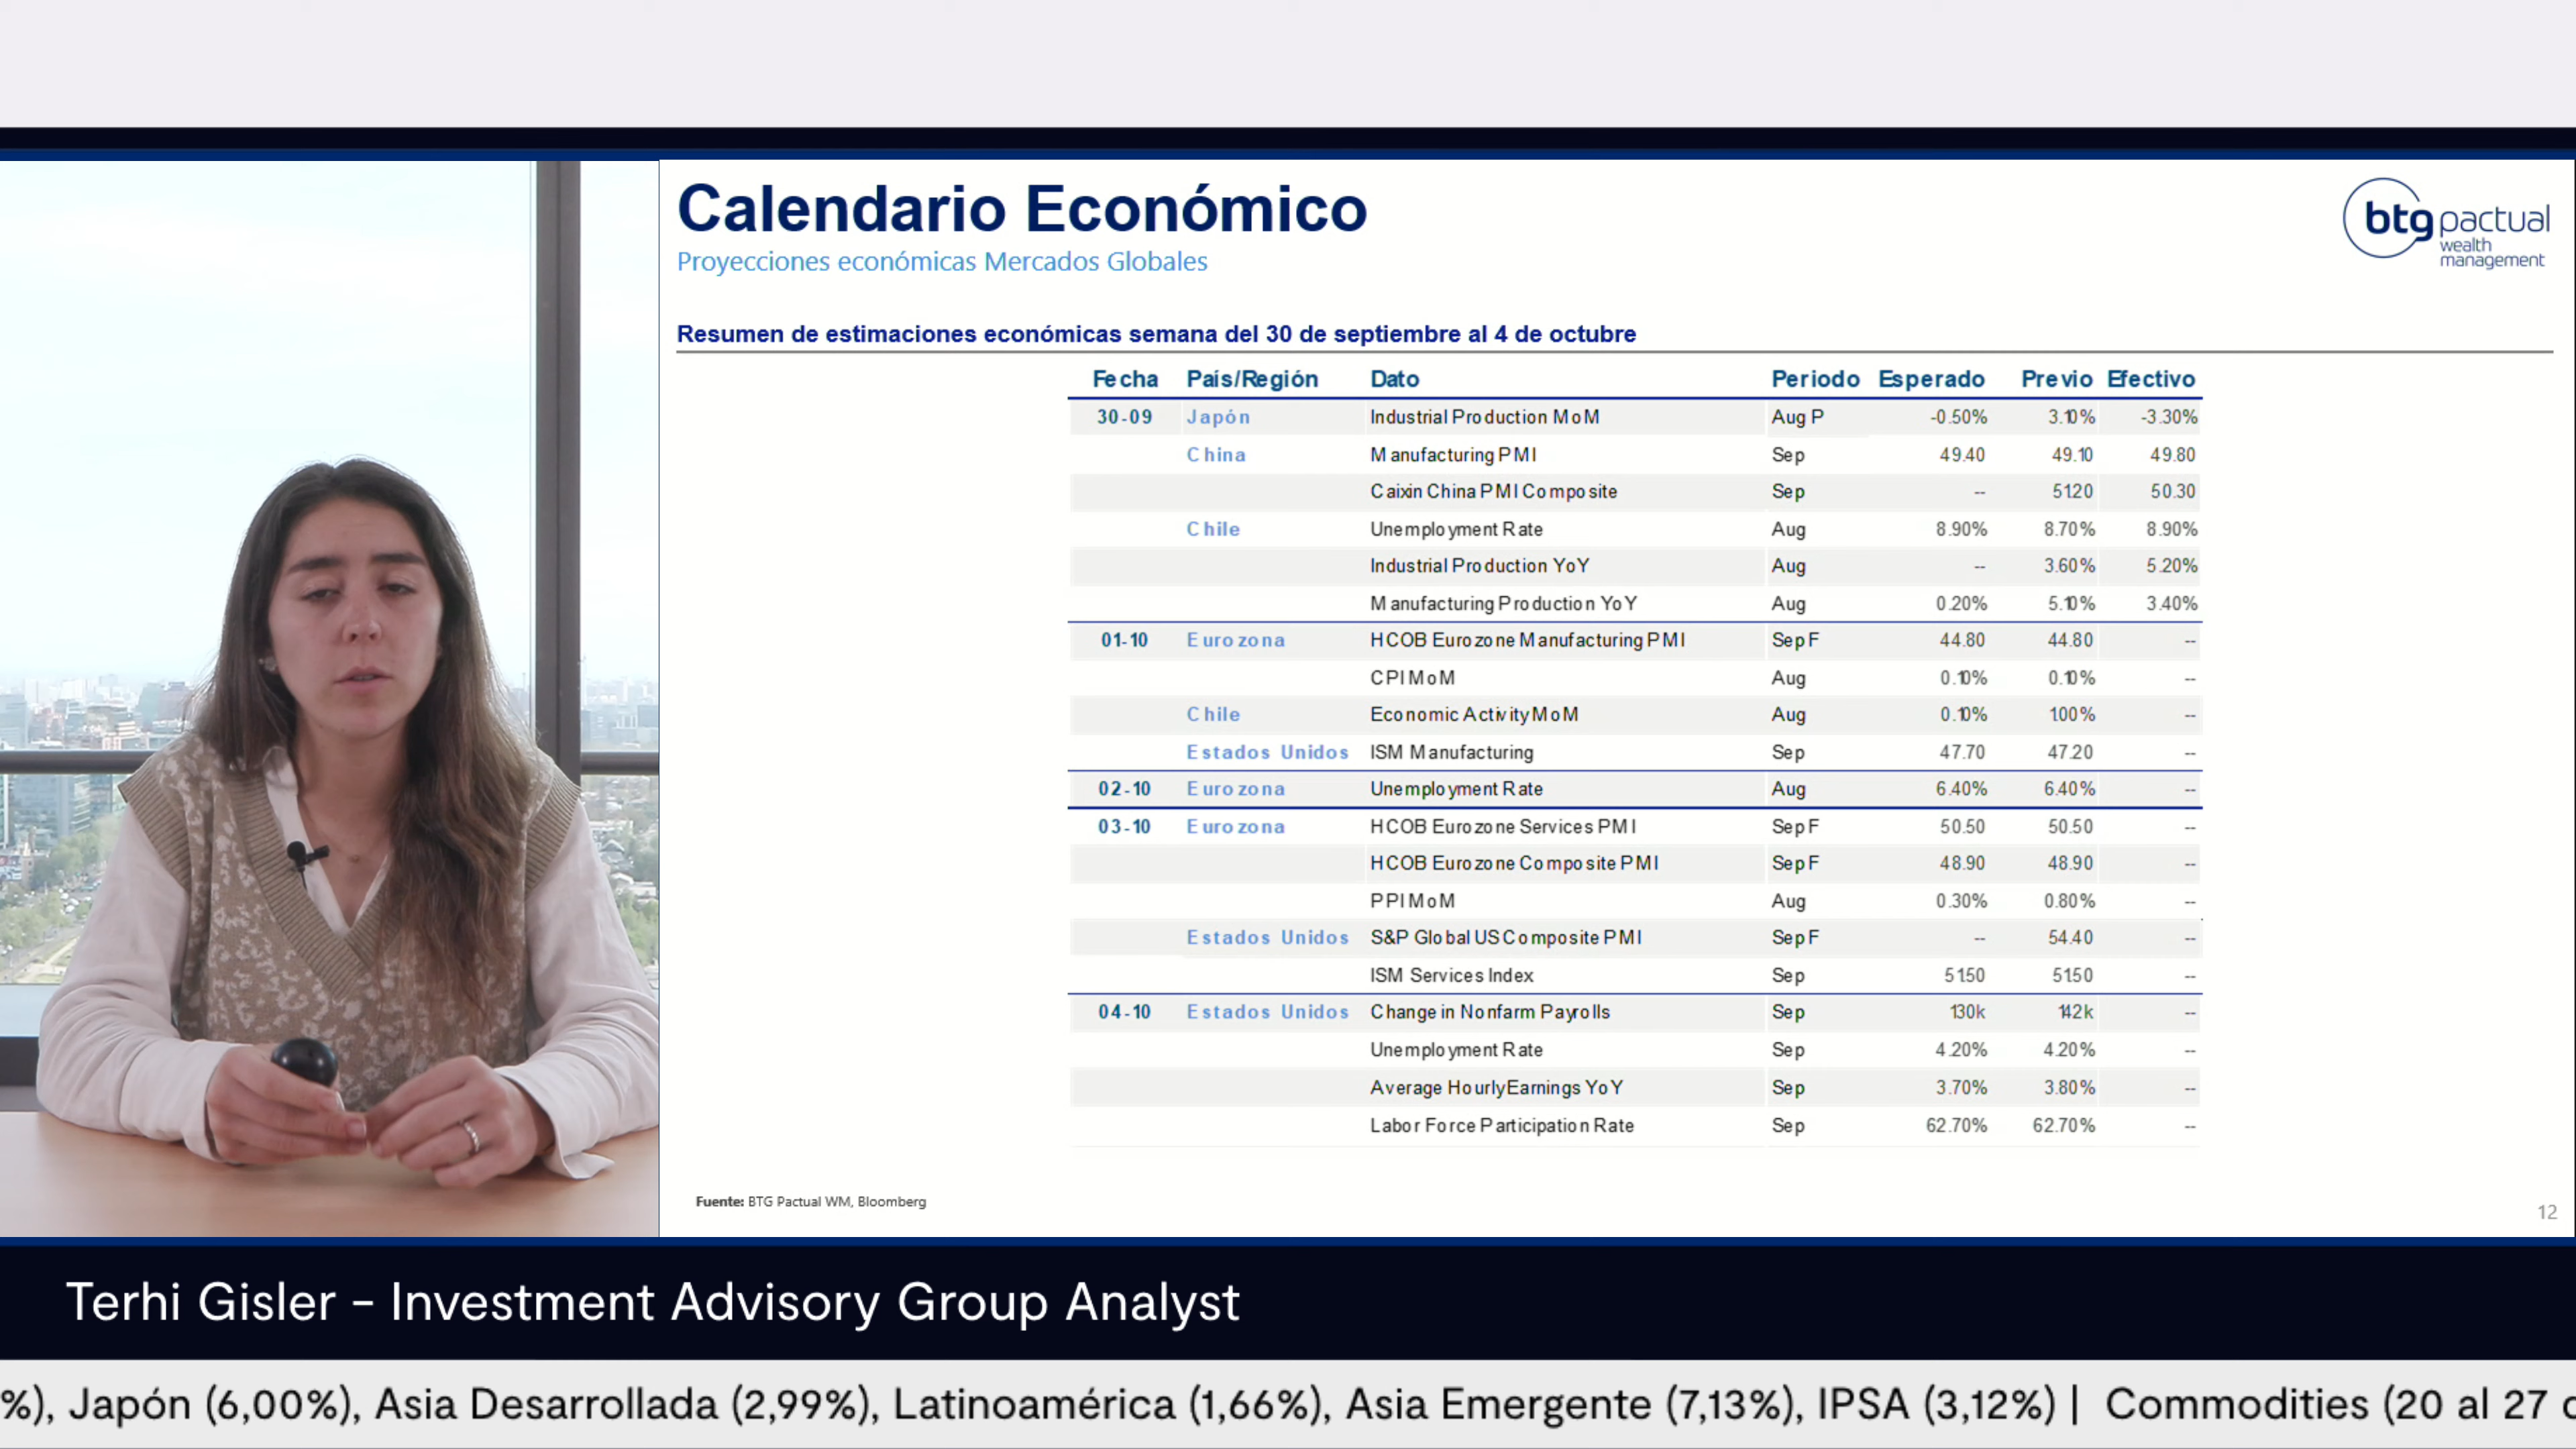 Calendario Económico
Proyecciones económicas Mercados Globales
btg pactual
wealth
management
Resumen de estimaciones económicas semana del 30 de septiembre al 4 de octubre
Fecha País/Región Dato Periodo Esperado Previo Efectivo
30-09 Japón Industrial Production MoM Aug P -0.50% 3.10% -3.30%
China Manufacturing PMI Sep 49.40 49.10 49.80
Caixin China PMI Composite Sep -- 51.20 50.30
Chile Unemployment Rate Aug 8.90% 8.70% 8.90%
Industrial Production YoY Aug -- 3.60% 5.20%
Manufacturing Production YoY Aug 0.20% 5.10% 3.40%
01-10 Eurozona HCOB Eurozone Manufacturing PMI Sep F 44.80 44.80 --
CPI MoM Aug 0.10% 0.10% --
Chile Economic Activity MoM Aug 0.10% 1.00% --
Estados Unidos ISM Manufacturing Sep 47.70 47.20 --
02-10 Eurozona Unemployment Rate Aug 6.40% 6.40% --
03-10 Eurozona HCOB Eurozone Services PMI Sep F 50.50 50.50 --
HCOB Eurozone Composite PMI Sep F 48.90 48.90 --
PPI MoM Aug 0.30% 0.80% --
Estados Unidos S&P Global US Composite PMI Sep F -- 54.40 --
ISM Services Index Sep 51.50 51.50 --
04-10 Estados Unidos Change in Nonfarm Payrolls Sep 130k 142k --
Unemployment Rate Sep 4.20% 4.20% --
Average Hourly Earnings YoY Sep 3.70% 3.80% --
Labor Force Participation Rate Sep 62.70% 62.70% --
Fuente: BTG Pactual WM, Bloomberg
12
Terhi Gisler – Investment Advisory Group Analyst
%), Japón (6,00%), Asia Desarrollada (2,99%), Latinoamérica (1,66%), Asia Emergente (7,13%), IPSA (3,12%) | Commodities (20 al 27